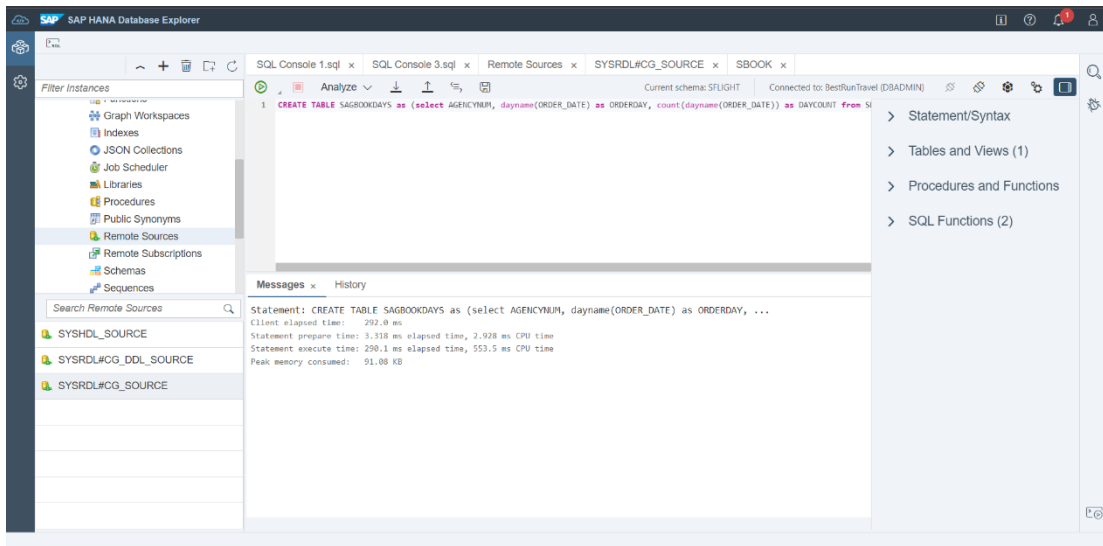 SAP SAP HANA Database Explorer
1
SQL Console 1.sql × SQL Console 3.sql × Remote Sources × SYSRDL#CG_SOURCE × SBOOK ×
Filter Instances
Analyze
Current schema: SFLIGHT
Connected to: BestRunTravel (DBADMIN)
1 CREATE TABLE SAGBOOKDAYS as (select AGENCYNUM, dayname(ORDER_DATE) as ORDERDAY, count(dayname(ORDER_DATE)) as DAYCOUNT from
Functions
Graph Workspaces
Indexes
JSON Collections
Job Scheduler
Libraries
Procedures
Public Synonyms
Remote Sources
Remote Subscriptions
Schemas
Sequences
Statement/Syntax
Tables and Views (1)
Procedures and Functions
SQL Functions (2)
Search Remote Sources
SYSHDL_SOURCE
SYSRDL#CG_DDL_SOURCE
SYSRDL#CG_SOURCE
Messages × History
Statement: CREATE TABLE SAGBOOKDAYS as (select AGENCYNUM, dayname(ORDER_DATE) as ORDERDAY, ...
Client elapsed time: 292.0 ms
Statement prepare time: 3.318 ms elapsed time, 2.928 ms CPU time
Statement execute time: 290.1 ms elapsed time, 553.5 ms CPU time
Peak memory consumed: 91.08 KB